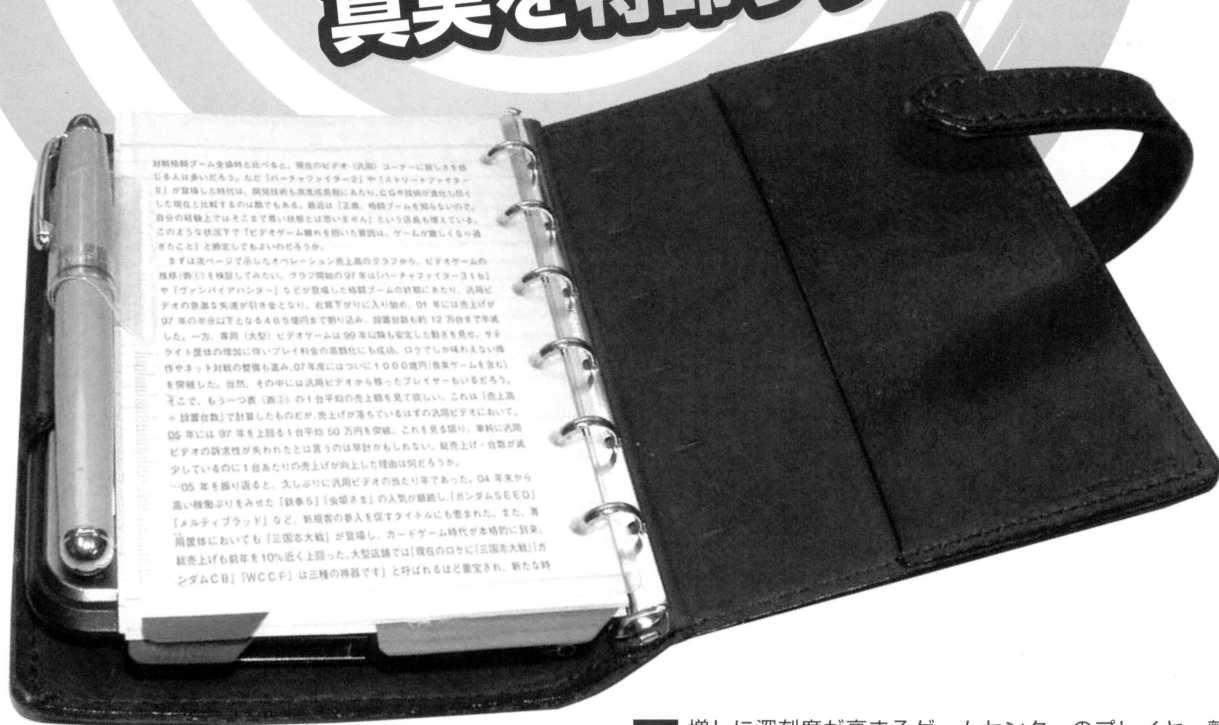 真実を
対戦格闘ブーム全盛時と比べると、現在のビデオ（汎用）コーナーに寂しさを感
じる人は多いだろう。ただ『バーチャファイター2』や『ストリートファイター
Ⅱ』が登場した時代は、開発技術も高度成長期にあたり、CGや技術が進化し尽く
した現在と比較するのは酷でもある。最近は『正直、格闘ブームを知らないので、
自分の経験上ではそこまで悪い状態とは思いません』という店長も増えている。
このような状況下で『ビデオゲーム離れを招いた要因は、ゲームが難しくなり過
ぎたこと』と断定してもよいのだろうか。
まずは次ページで示したオペレーション売上高のグラフから、ビデオゲームの
推移（表①）を検証してみたい。グラフ開始の97年は『バーチャファイター3tb』
や『ヴァンパイアハンター』などが登場した格闘ブームの終期にあたり、汎用ビ
デオの急激な失速が引き金となり、右肩下がりに入り始め、01年には売上げが
97年の半分以下となる465億円まで割り込み、設置台数も約12万台まで半減
した。一方、専用（大型）ビデオゲームは99年以降も安定した動きを見せ、サテ
ライト筐体の増加に伴いプレイ料金の高額化にも成功。ロケでしか味わえない操
作やネット対戦の整備も進み、07年度にはついに1000億円（音楽ゲームを含む）
を突破した。当然、その中には汎用ビデオから移ったプレイヤーもいるだろう。
そこで、もう一つ表（表②）の1台平均の売上額を見て欲しい。これは『売上高
÷設置台数』で計算したものだが、売上げが落ちているはずの汎用ビデオにおいて、
05年には97年を上回る1台平均50万円を突破。これを見る限り、単純に汎用
ビデオの訴求性が失われたとは言うのは早計かもしれない。総売上げ・台数が減
少しているのに1台あたりの売上げが向上した理由は何だろうか。
05年を振り返ると、久しぶりに汎用ビデオの当たり年であった。04年末から
高い稼働ぶりをみせた『鉄拳5』『虫姫さま』の人気が継続し、『ガンダムSEED』
『メルティブラッド』など、新規客の参入を促すタイトルにも恵まれた。また、専
用筐体においても『三国志大戦』が登場し、カードゲーム時代が本格的に到来。
総売上げも前年を10%近く上回った。大型店舗では『現在のロケに『三国志大戦』『ガ
ンダムCB』『WCCF』は三種の神器です』と呼ばれるほど重宝され、新たな時